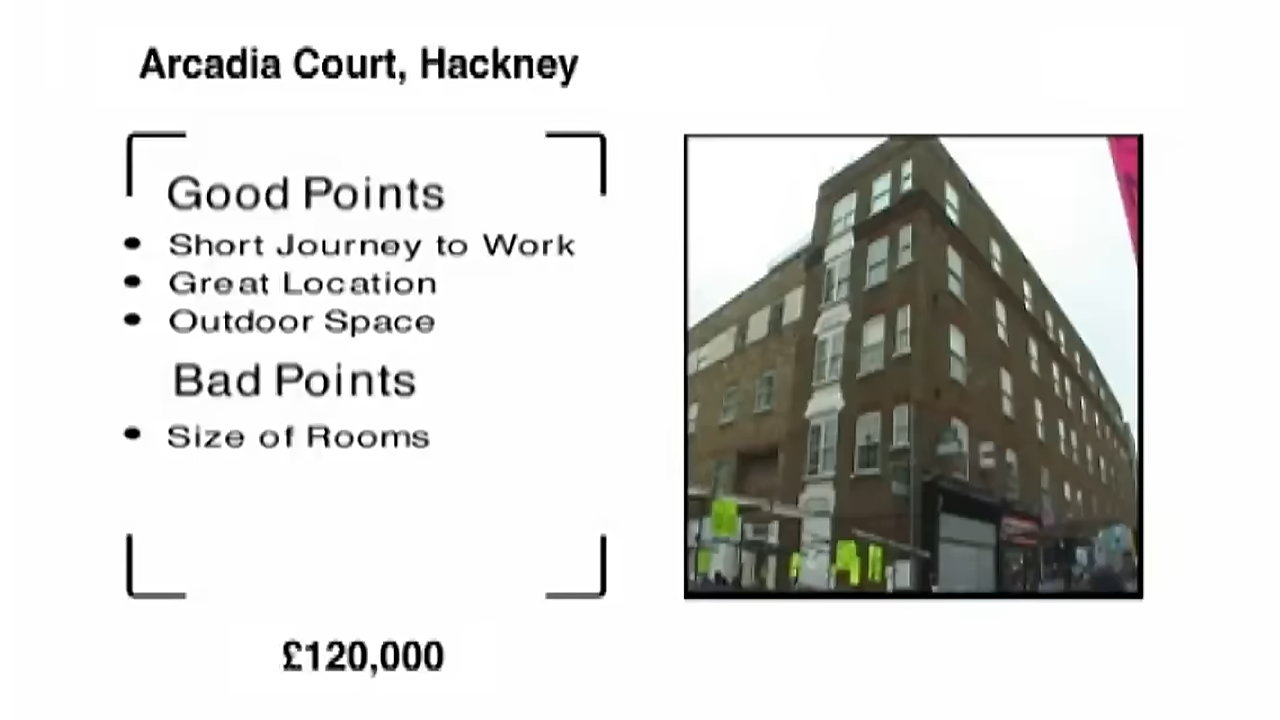 Arcadia Court, Hackney
Good Points
• Short Journey to Work
• Great Location
• Outdoor Space
Bad Points
• Size of Rooms
£120,000